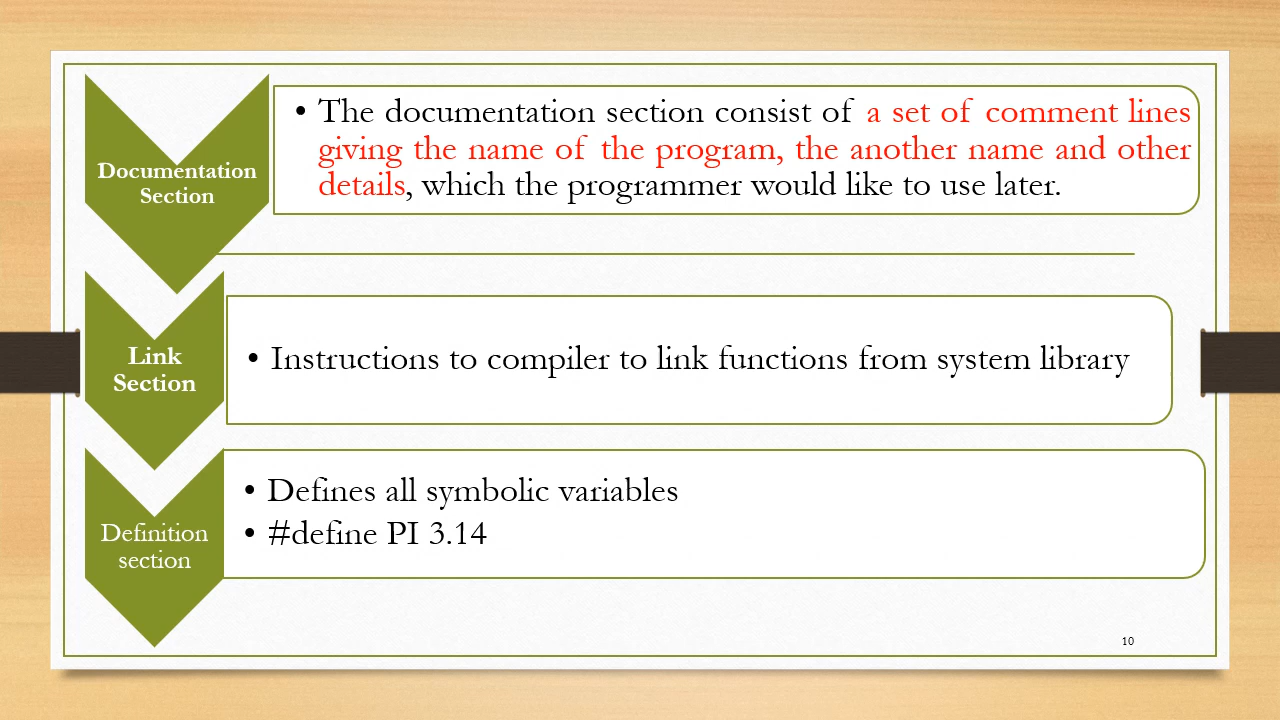 Documentation
Section
• The documentation section consist of a set of comment lines
giving the name of the program, the another name and other
details, which the programmer would like to use later.
Link
Section
• Instructions to compiler to link functions from system library
Definition
section
• Defines all symbolic variables
• #define PI 3.14
10